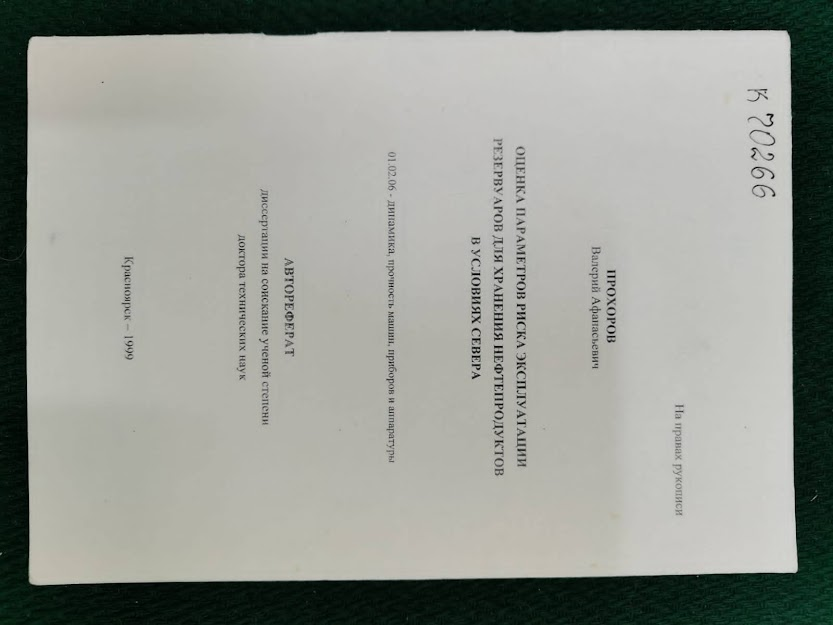 К 70266
На правах рукописи
ПРОХОРОВ
Валерий Афанасьевич
ОЦЕНКА ПАРАМЕТРОВ РИСКА ЭКСПЛУАТАЦИИ
РЕЗЕРВУАРОВ ДЛЯ ХРАНЕНИЯ НЕФТЕПРОДУКТОВ
В УСЛОВИЯХ СЕВЕРА
01.02.06 - динамика, прочность машин, приборов и аппаратуры
АВТОРЕФЕРАТ
диссертации на соискание ученой степени
доктора технических наук
Красноярск – 1999